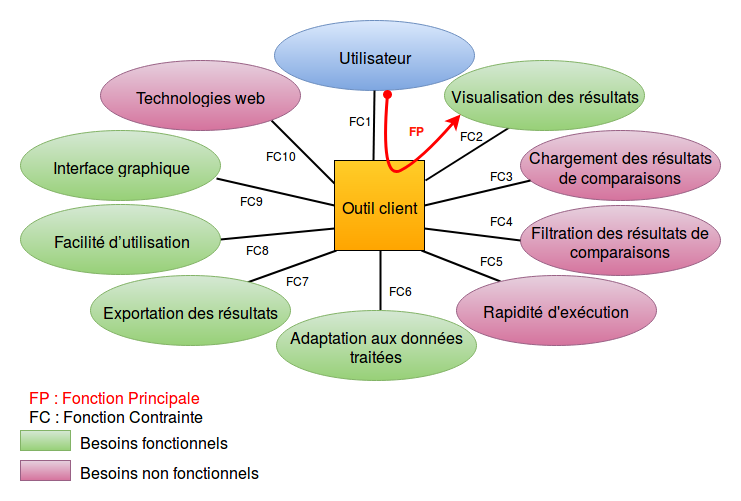 Utilisateur
Technologies web
Visualisation des résultats
FC1
FP
FC2
FC10
Interface graphique
Chargement des résultats
de comparaisons
FC3
FC9
Outil client
Facilité d'utilisation
FC4
Filtration des résultats de
comparaisons
FC8
FC5
FC7
FC6
Exportation des résultats
Rapidité d'exécution
Adaptation aux données
traitées
FP : Fonction Principale
FC : Fonction Contrainte
Besoins fonctionnels
Besoins non fonctionnels